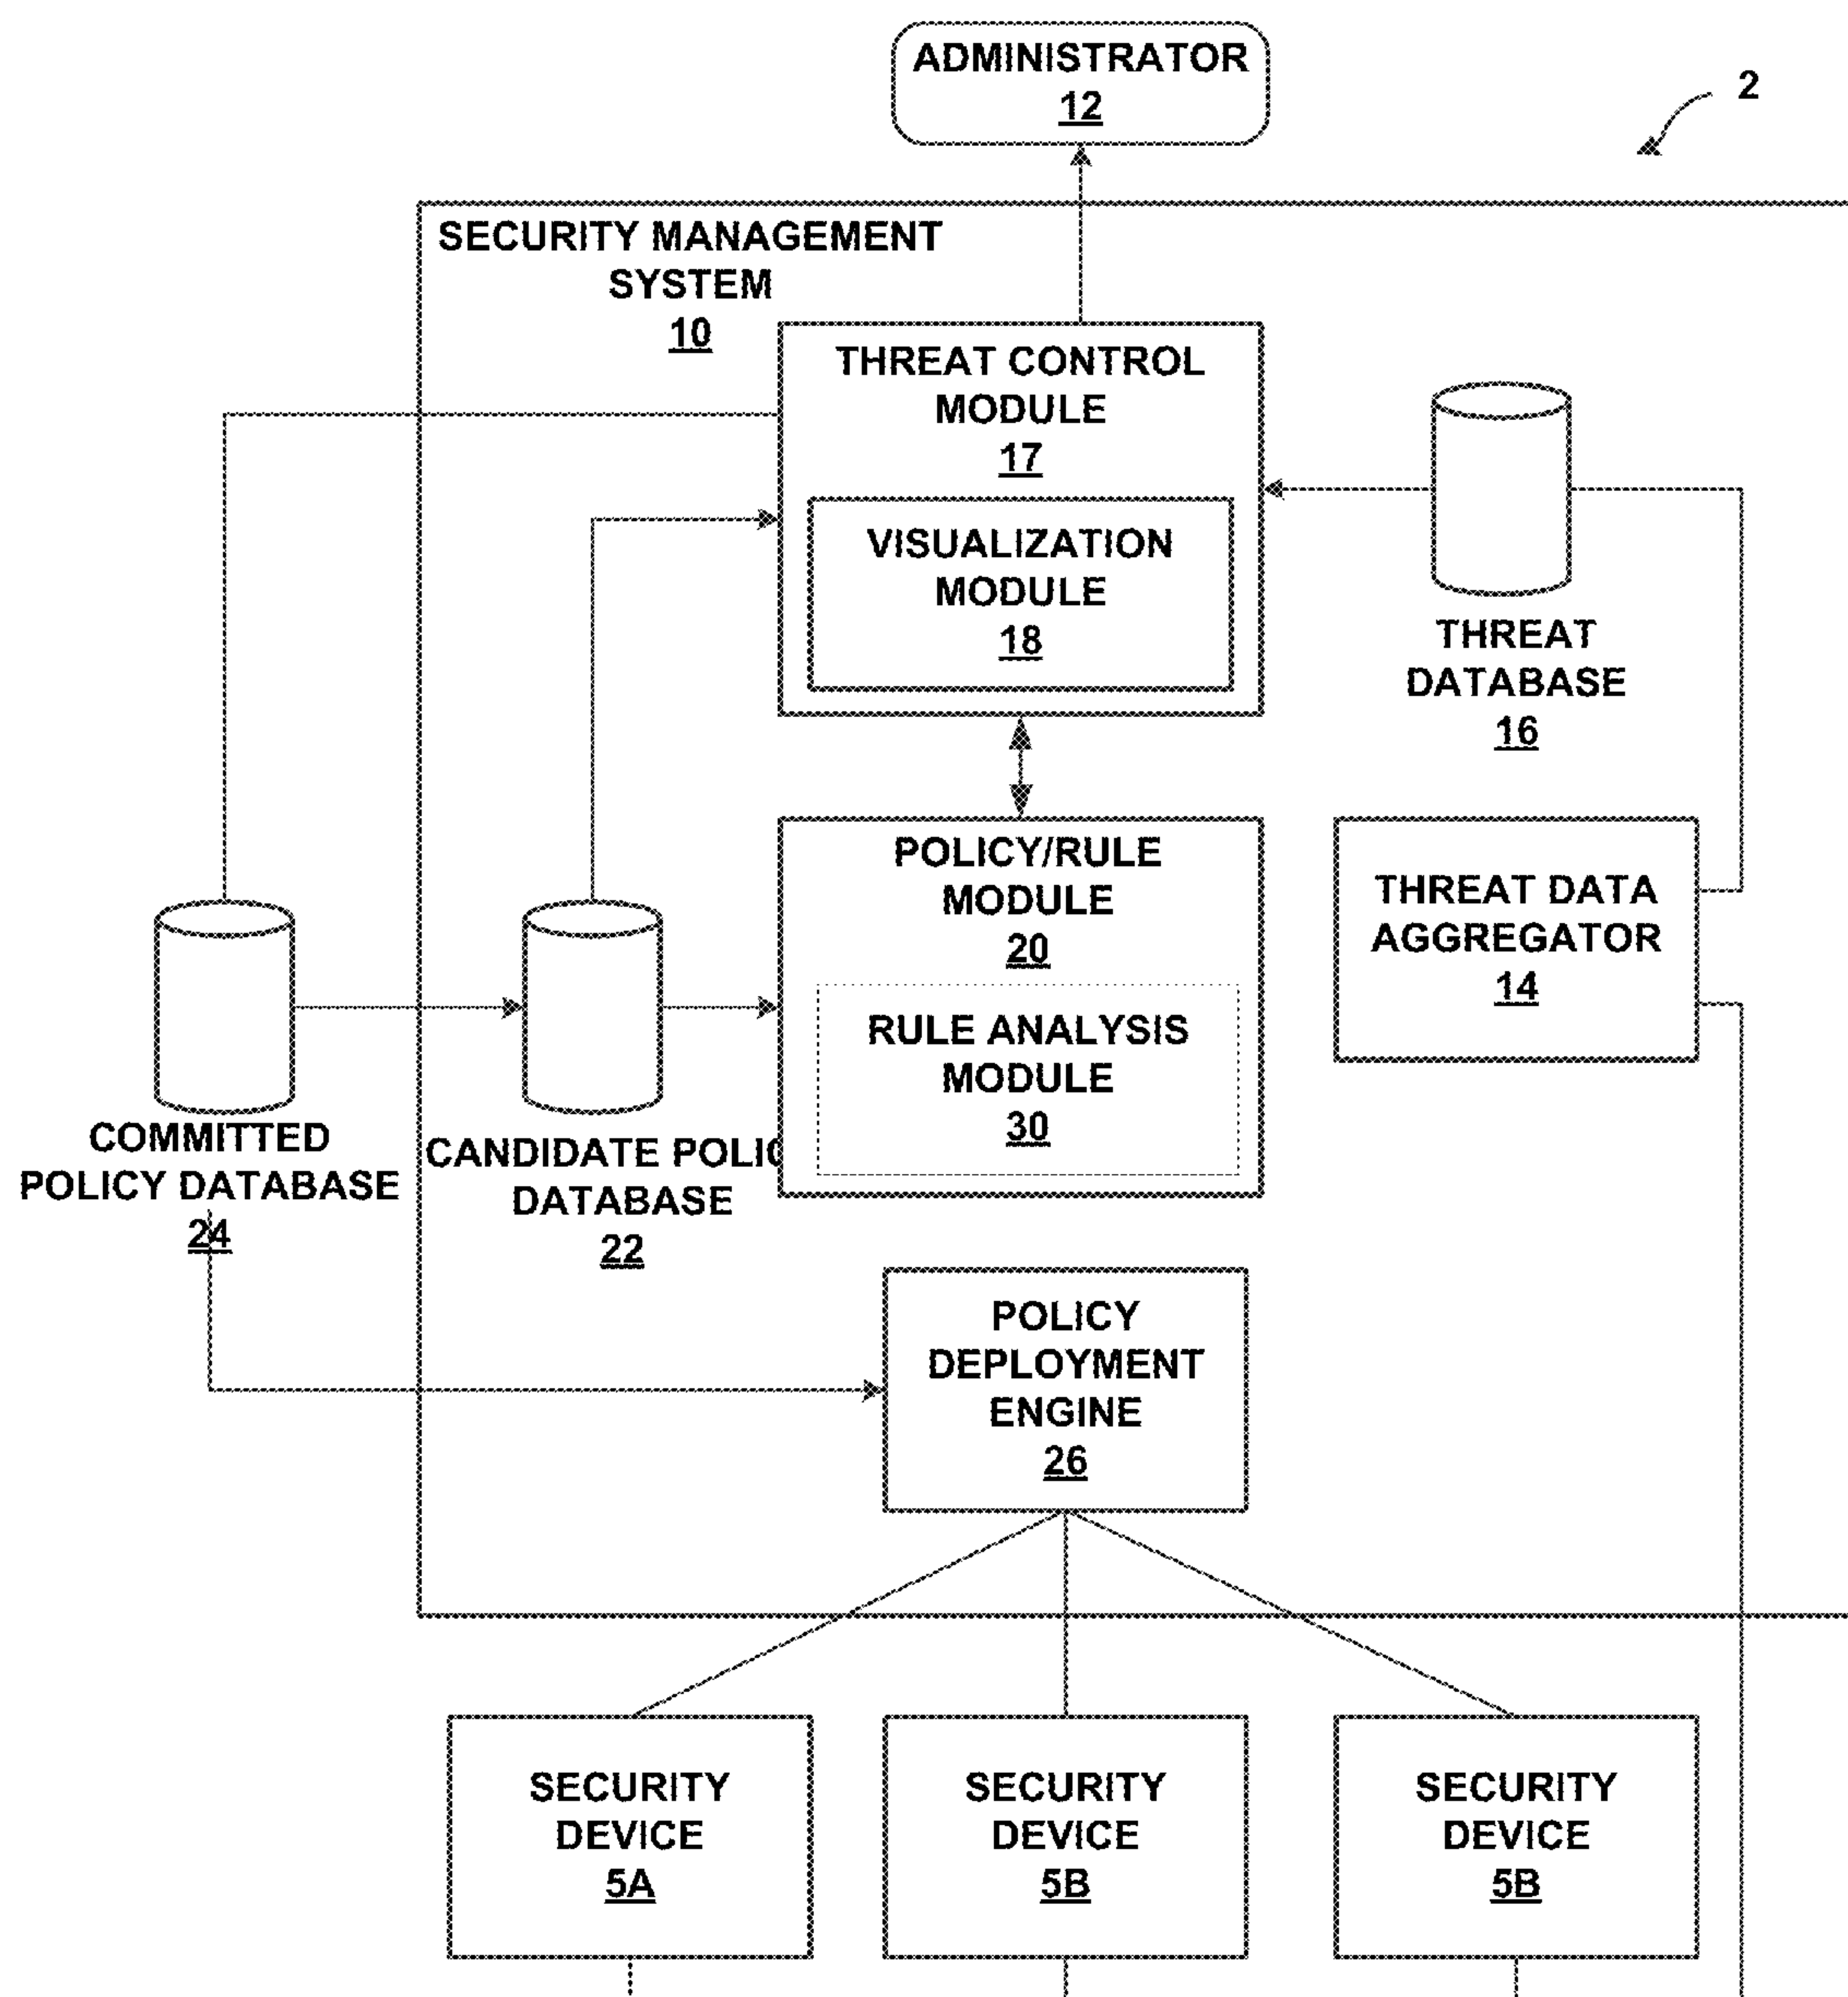 ADMINISTRATOR
12
2
SECURITY MANAGEMENT
SYSTEM
10
THREAT CONTROL
MODULE
17
VISUALIZATION
MODULE
18
THREAT
DATABASE
16
POLICY/RULE
MODULE
20
RULE ANALYSIS
MODULE
30
THREAT DATA
AGGREGATOR
14
COMMITTED
POLICY DATABASE
24
CANDIDATE POLIC
DATABASE
22
POLICY
DEPLOYMENT
ENGINE
26
SECURITY
DEVICE
5A
SECURITY
DEVICE
5B
SECURITY
DEVICE
5B